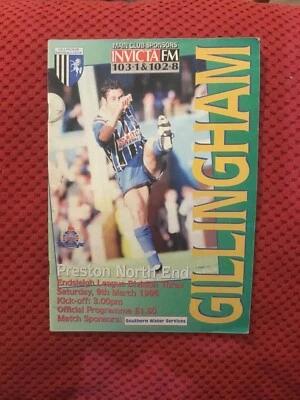 MAIN CLUB SPONSORS
INVICTA FM
103·1 & 102·8
GILLINGHAM
Preston North End
Endsleigh League Division Three
Saturday, 9th March 1996
Kick-off: 3.00pm
Official Programme £1.50
Match Sponsors: Southern Water Services